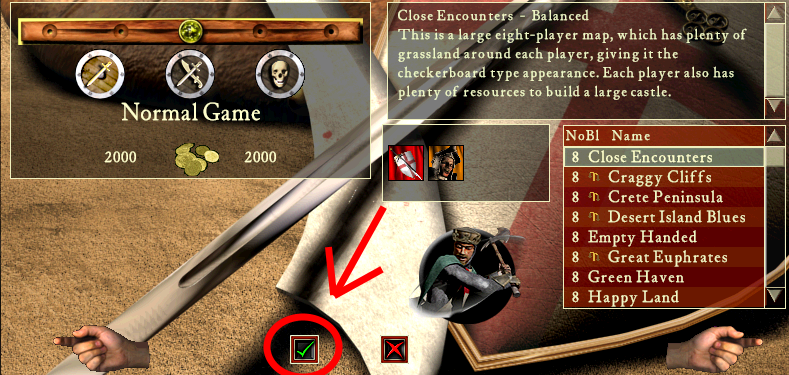 Close Encounters - Balanced
This is a large eight-player map, which has plenty of
grassland around each player, giving it the
checkerboard type appearance. Each player also has
plenty of resources to build a large castle.
Normal Game
2000 2000
NoBl Name
8 Close Encounters
8 Craggy Cliffs
8 Crete Peninsula
8 Desert Island Blues
8 Empty Handed
8 Great Euphrates
8 Green Haven
8 Happy Land